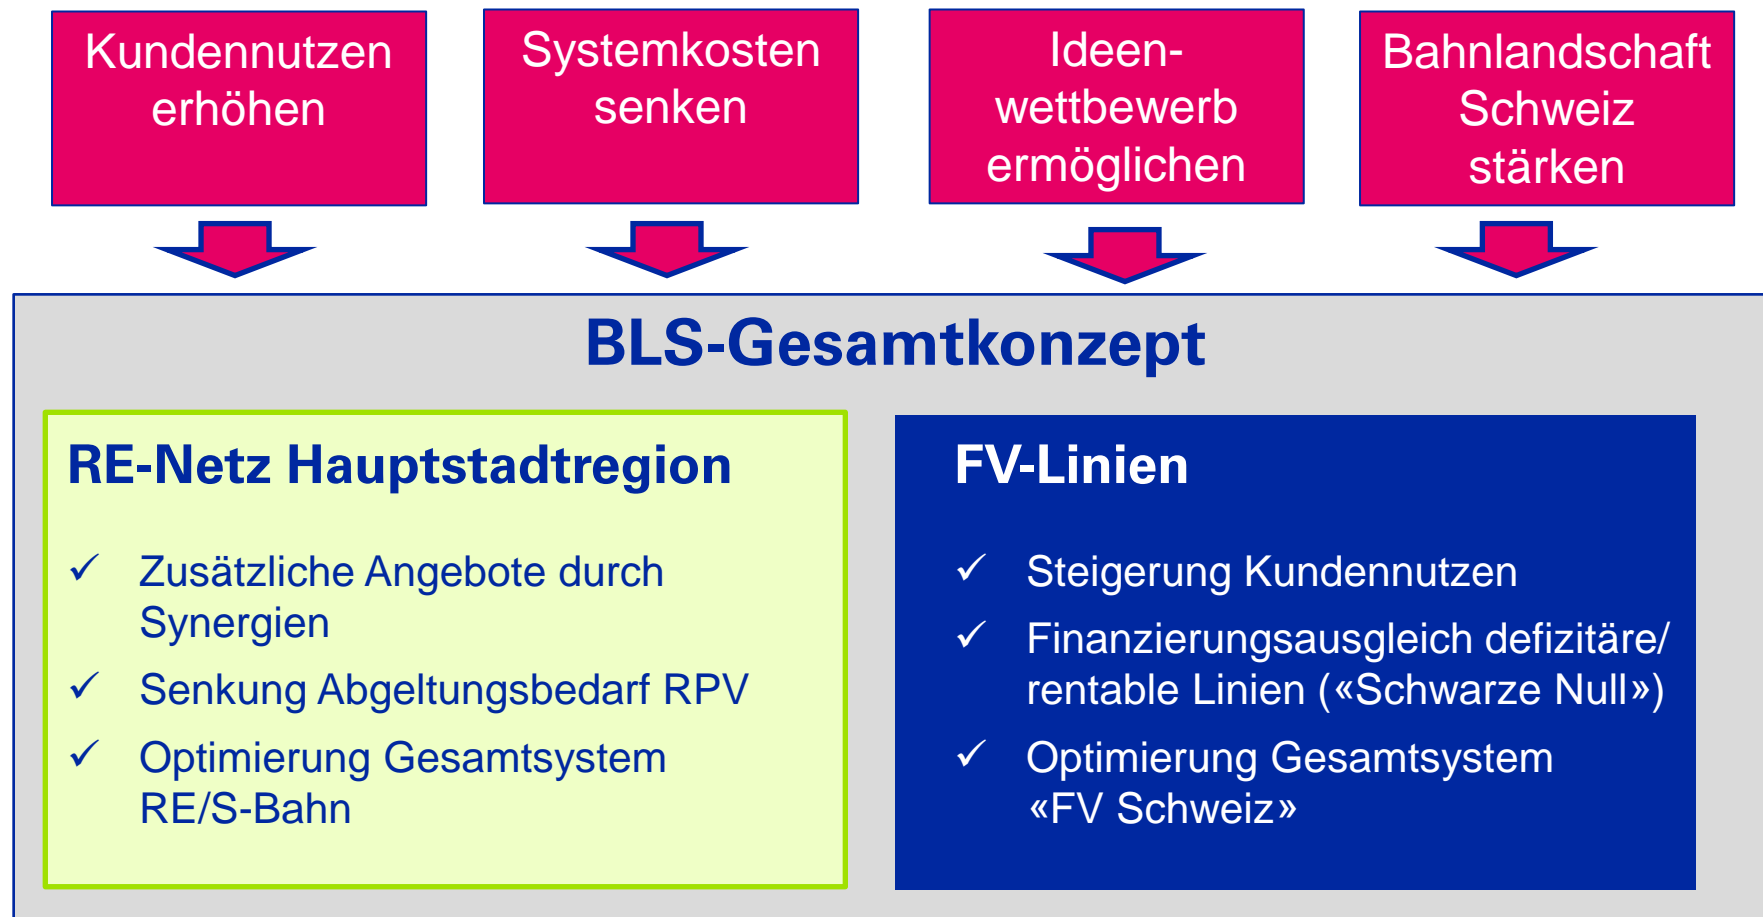 Kundennutzen
erhöhen
Systemkosten
senken
Ideen-
wettbewerb
ermöglichen
Bahnlandschaft
Schweiz
stärken
BLS-Gesamtkonzept
RE-Netz Hauptstadtregion
✓ Zusätzliche Angebote durch
Synergien
✓ Senkung Abgeltungsbedarf RPV
✓ Optimierung Gesamtsystem
RE/S-Bahn
FV-Linien
✓ Steigerung Kundennutzen
✓ Finanzierungsausgleich defizitäre/
rentable Linien («Schwarze Null»)
✓ Optimierung Gesamtsystem
«FV Schweiz»